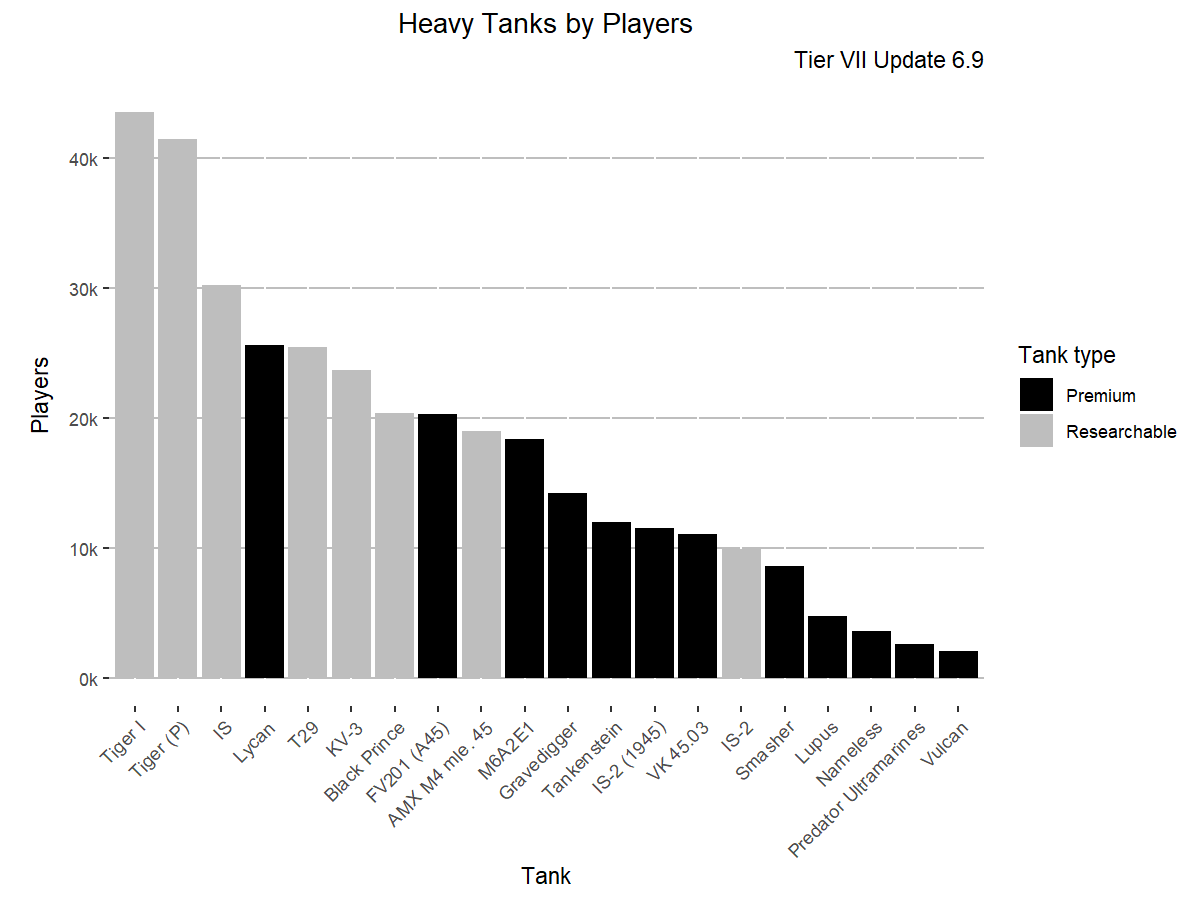 Heavy Tanks by Players
Tier VII Update 6.9
Players
40k
30k
20k
10k
0k
Tiger I
Tiger (P)
IS
Lycan
T29
KV-3
Black Prince
FV201 (A45)
AMX M4 mle. 45
M6A2E1
Gravedigger
Tankenstein
IS-2 (1945)
VK 45.03
IS-2
Smasher
Lupus
Nameless
Predator Ultramarines
Vulcan
Tank
Tank type
Premium
Researchable